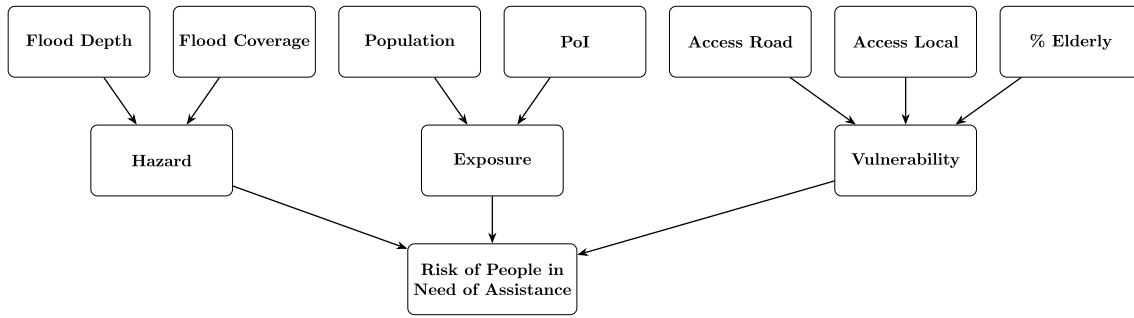 Flood Depth
Flood Coverage
Population
PoI
Access Road
Access Local
% Elderly
Hazard
Exposure
Vulnerability
Risk of People in
Need of Assistance